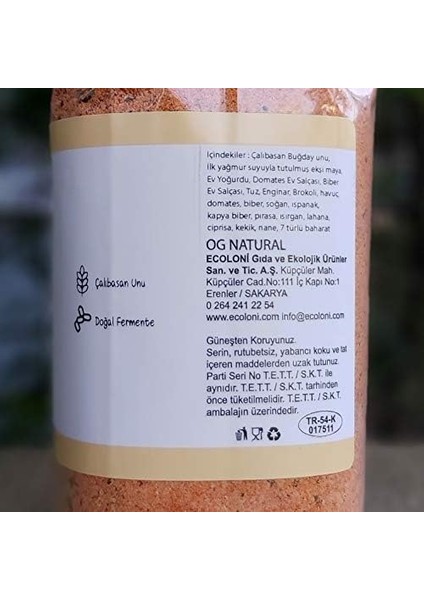 İçindekiler : Çalıbasan Buğday unu,
ilk yağmur suyuyla tutulmuş ekşi maya,
Ev Yoğurdu, Domates Ev Salçası, Biber
Ev Salçası, Tuz, Enginar, Brokoli, havuç,
domates, biber, soğan, ıspanak,
kapya biber, pırasa, ısırgan, lahana,
cıprisa, kekik, nane, 7 türlü baharat
OG NATURAL
ECOLONİ Gıda ve Ekolojik Ürünler
San. ve Tic. A.Ş. Küpçüler Mah.
Küpçüler Cad.No:111 İç Kapı No:1
Erenler / SAKARYA
0 264 241 22 54
www.ecoloni.com info@ecoloni.com
Çalıbasan Unu
Doğal Fermente
Güneşten Koruyunuz.
Serin, rutubetsiz, yabancı koku ve tat
içeren maddelerden uzak tutunuz.
Parti Seri No T.E.T.T. / S.K.T. ile
aynıdır. T.E.T.T. / S.K.T. tarhinden
önce tüketilmelidir. T.E.T.T. / S.K.T.
ambalajın üzerindedir.
TR-54-K
017511